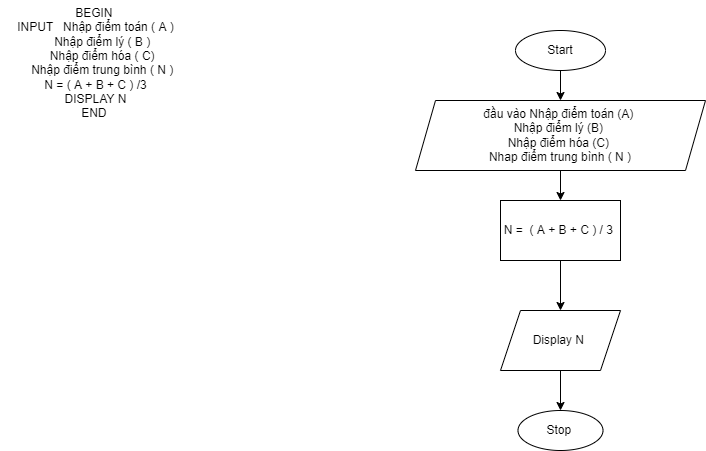 BEGIN
INPUT Nhập điểm toán ( A )
Nhập điểm lý ( B )
Nhập điểm hóa ( C)
Nhập điểm trung bình ( N )
N = ( A + B + C ) /3
DISPLAY N
END
Start
đầu vào Nhập điểm toán (A)
Nhập điểm lý (B)
Nhập điểm hóa (C)
Nhap điểm trung bình ( N )
N = ( A + B + C ) / 3
Display N
Stop